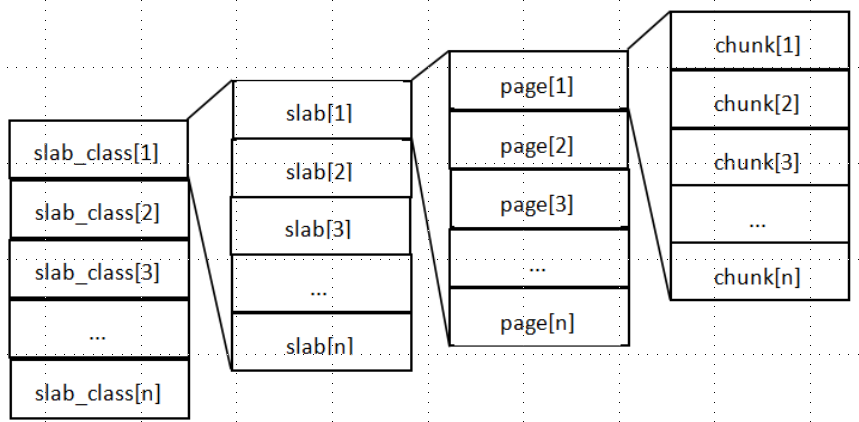 slab_class[1]
slab_class[2]
slab_class[3]
...
slab_class[n]
slab[1]
slab[2]
slab[3]
...
slab[n]
page[1]
page[2]
page[3]
...
page[n]
chunk[1]
chunk[2]
chunk[3]
...
chunk[n]